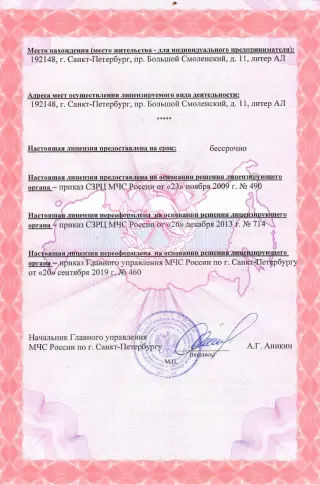 Место нахождения (место жительства - для индивидуального предпринимателя):
192148, г. Санкт-Петербург, пр. Большой Смоленский, д. 11, литер АЛ
Адреса мест осуществления лицензируемого вида деятельности:
192148, г. Санкт-Петербург, пр. Большой Смоленский, д. 11, литер АЛ
*****
Настоящая лицензия предоставлена на срок: бессрочно
Настоящая лицензия предоставлена на основании решения лицензирующего
органа – приказ СЗРЦ МЧС России от «23» ноября 2009 г. № 490
Настоящая лицензия переоформлена на основании решения лицензирующего
органа – приказ СЗРЦ МЧС России от «26» декабря 2013 г. № 714
Настоящая лицензия переоформлена на основании решения лицензирующего
органа – приказ Главного управления МЧС России по г. Санкт-Петербургу
от «20» сентября 2019 г. № 460
Начальник Главного управления
МЧС России по г. Санкт-Петербургу А.Г. Аникин
(подпись)
М.П.